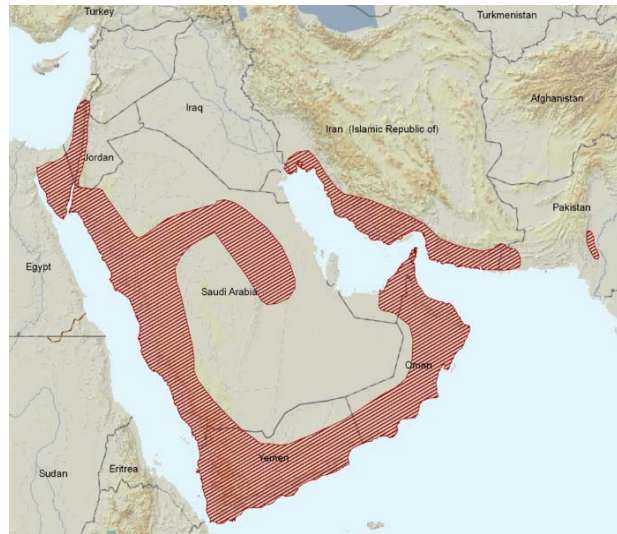 Turkey
Turkmenistan
Afghanistan
Iraq
Iran (Islamic Republic of)
Jordan
Pakistan
Egypt
Saudi Arabia
Oman
Yemen
Sudan
Eritrea